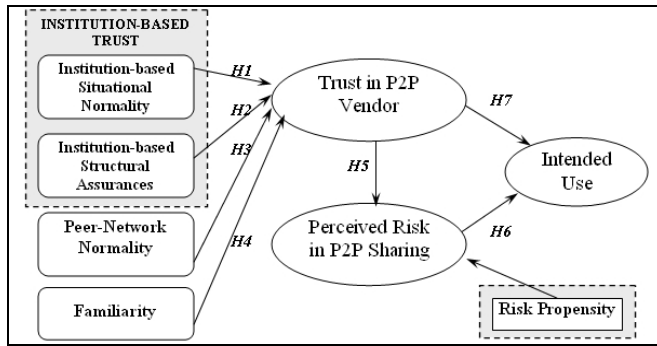 INSTITUTION-BASED
TRUST
Institution-based
Situational
Normality
H1
Institution-based
Structural
Assurances
H2
Peer-Network
Normality
H3
Familiarity
H4
Trust in P2P
Vendor
H5
Perceived Risk
in P2P Sharing
H7
Intended
Use
H6
Risk Propensity